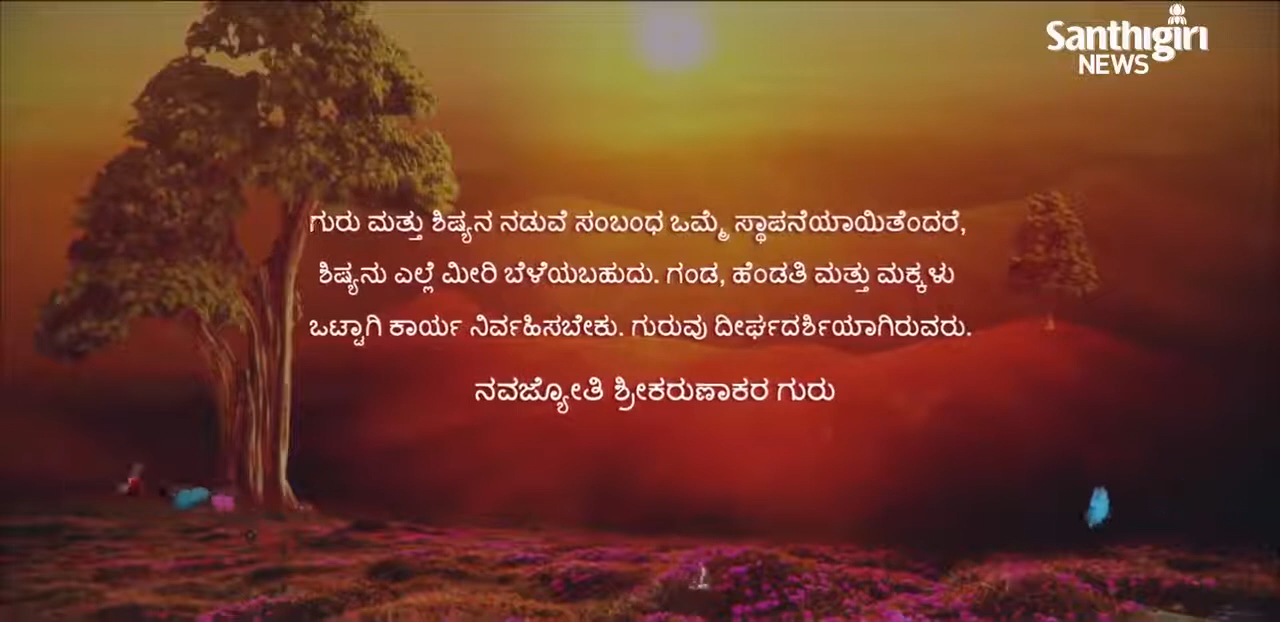 Santhigiri
NEWS
ಗುರು ಮತ್ತು ಶಿಷ್ಯನ ನಡುವೆ ಸಂಬಂಧ ಒಮ್ಮೆ ಸ್ಥಾಪನೆಯಾಯಿತೆಂದರೆ,
ಶಿಷ್ಯನು ಎಲ್ಲೆ ಮೀರಿ ಬೆಳೆಯಬಹುದು. ಗಂಡ, ಹೆಂಡತಿ ಮತ್ತು ಮಕ್ಕಳು
ಒಟ್ಟಾಗಿ ಕಾರ್ಯ ನಿರ್ವಹಿಸಬೇಕು. ಗುರುವು ದೀರ್ಘದರ್ಶಿಯಾಗಿರುವರು.
ನವಜ್ಯೋತಿ ಶ್ರೀಕರುಣಾಕರ ಗುರು